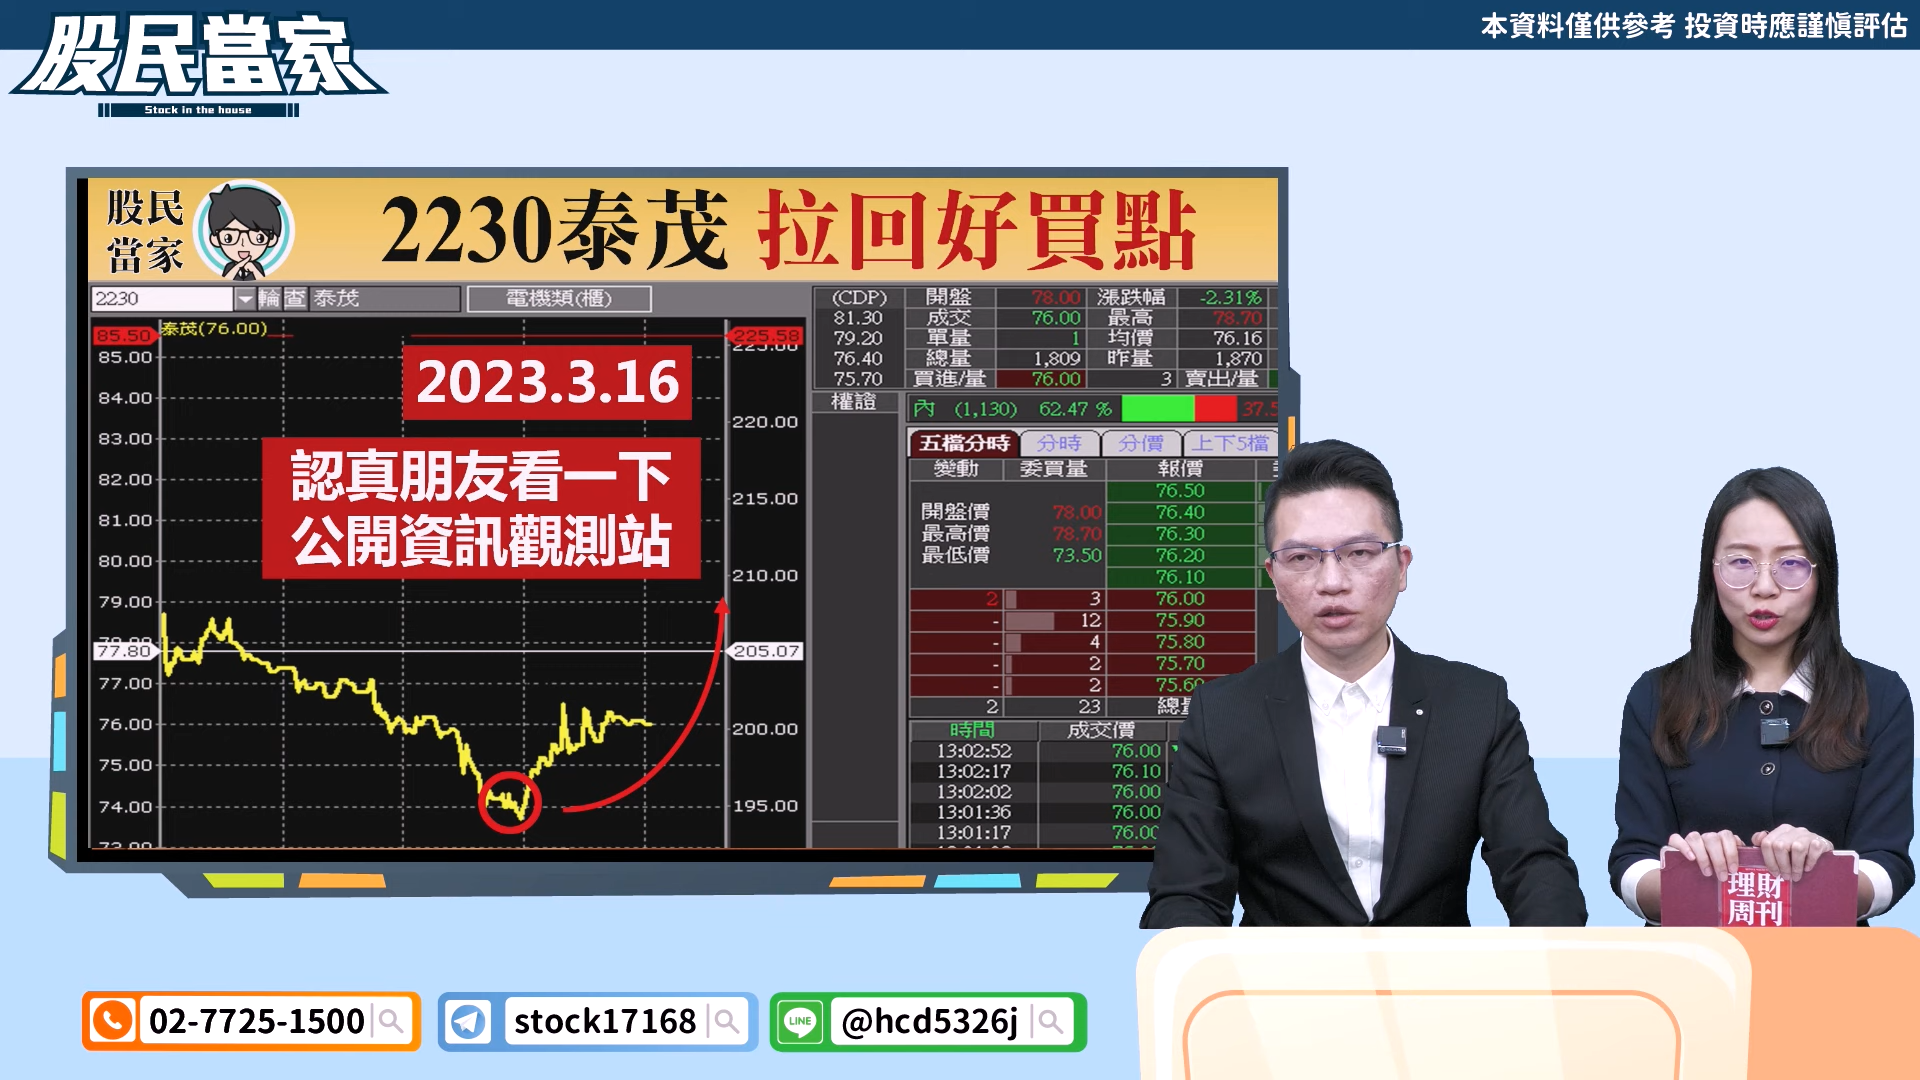 股民當家
Stock in the house
本資料僅供參考 投資時應謹慎評估
股民
當家
2230泰茂 拉回好買點
2230 輪 查 泰茂 電機類(櫃)
泰茂(76.00)
2023.3.16
認真朋友看一下
公開資訊觀測站
85.50
85.00
84.00
83.00
82.00
81.00
80.00
79.00
77.80
77.00
76.00
75.00
74.00
225.58
220.00
215.00
210.00
205.07
200.00
195.00
(CDP) 開盤 78.00 漲跌幅 -2.31%
81.30 成交 76.00 最高 78.70
79.20 單量 1 均價 76.16
76.40 總量 1,809 昨量 1,870
75.70 買進/量 76.00 3 賣出/量
權證
內 (1,130) 62.47 %
五檔分時 分時 分價 上下5檔
變動 委買量 報價
76.50
開盤價 78.00 76.40
最高價 78.70 76.30
最低價 73.50 76.20
76.10
2 3 76.00
- 12 75.90
- 4 75.80
- 2 75.70
- 2 75.60
2 23
時間 成交價
13:02:52 76.00
13:02:17 76.10
13:02:02 76.00
13:01:36 76.00
13:01:17 76.00
理財
周刊
02-7725-1500
stock17168
LINE @hcd5326j